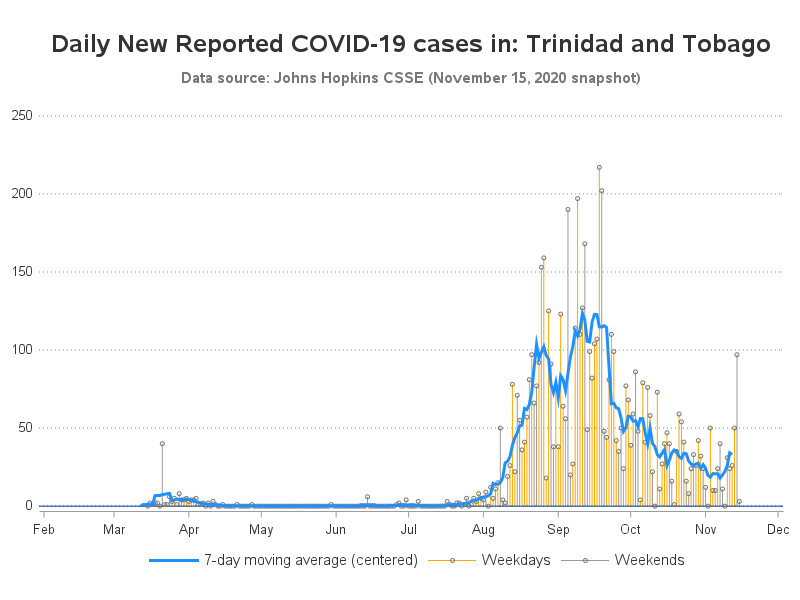 Daily New Reported COVID-19 cases in: Trinidad and Tobago
Data source: Johns Hopkins CSSE (November 15, 2020 snapshot)
250
200
150
100
50
0
Feb Mar Apr May Jun Jul Aug Sep Oct Nov Dec
7-day moving average (centered) Weekdays Weekends